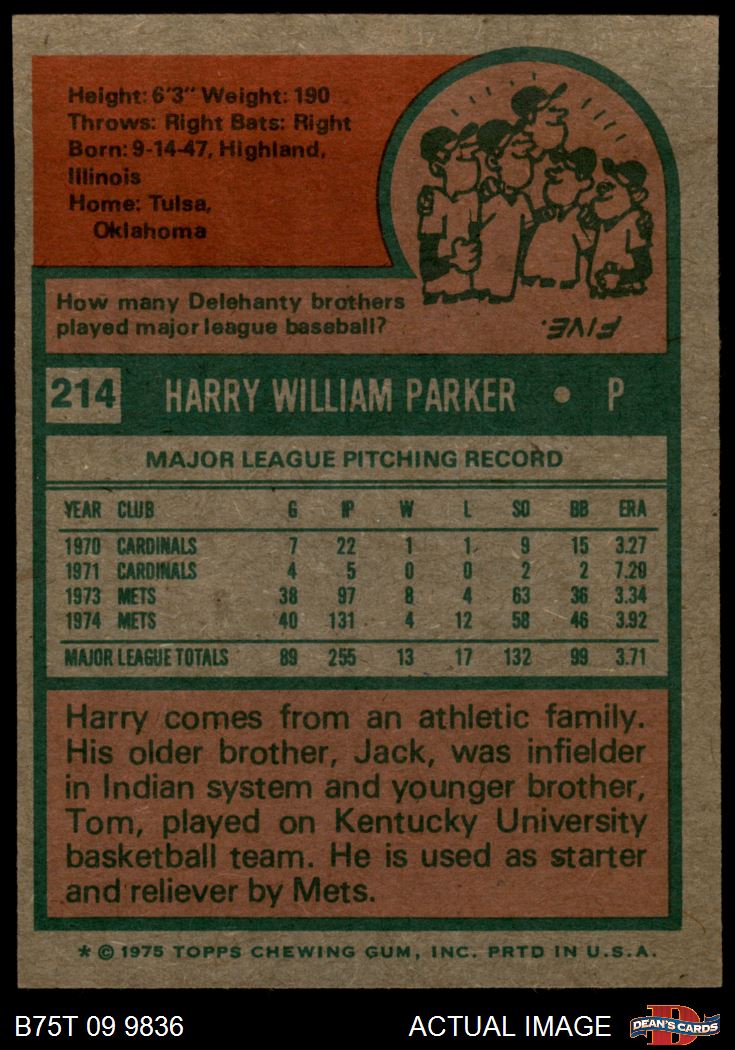 Height: 6'3" Weight: 190
Throws: Right Bats: Right
Born: 9-14-47, Highland,
Illinois
Home: Tulsa,
Oklahoma
How many Delehanty brothers
played major league baseball?
FIVE.
214 HARRY WILLIAM PARKER • P
MAJOR LEAGUE PITCHING RECORD
YEAR CLUB G IP W L SO BB ERA
1970 CARDINALS 7 22 1 1 9 15 3.27
1971 CARDINALS 4 5 0 0 2 2 7.20
1973 METS 38 97 8 4 63 36 3.34
1974 METS 40 131 4 12 58 46 3.92
MAJOR LEAGUE TOTALS 89 255 13 17 132 99 3.71
Harry comes from an athletic family.
His older brother, Jack, was infielder
in Indian system and younger brother,
Tom, played on Kentucky University
basketball team. He is used as starter
and reliever by Mets.
* © 1975 TOPPS CHEWING GUM, INC. PRTD IN U.S.A.
B75T 09 9836 ACTUAL IMAGE D DEAN'S CARDS